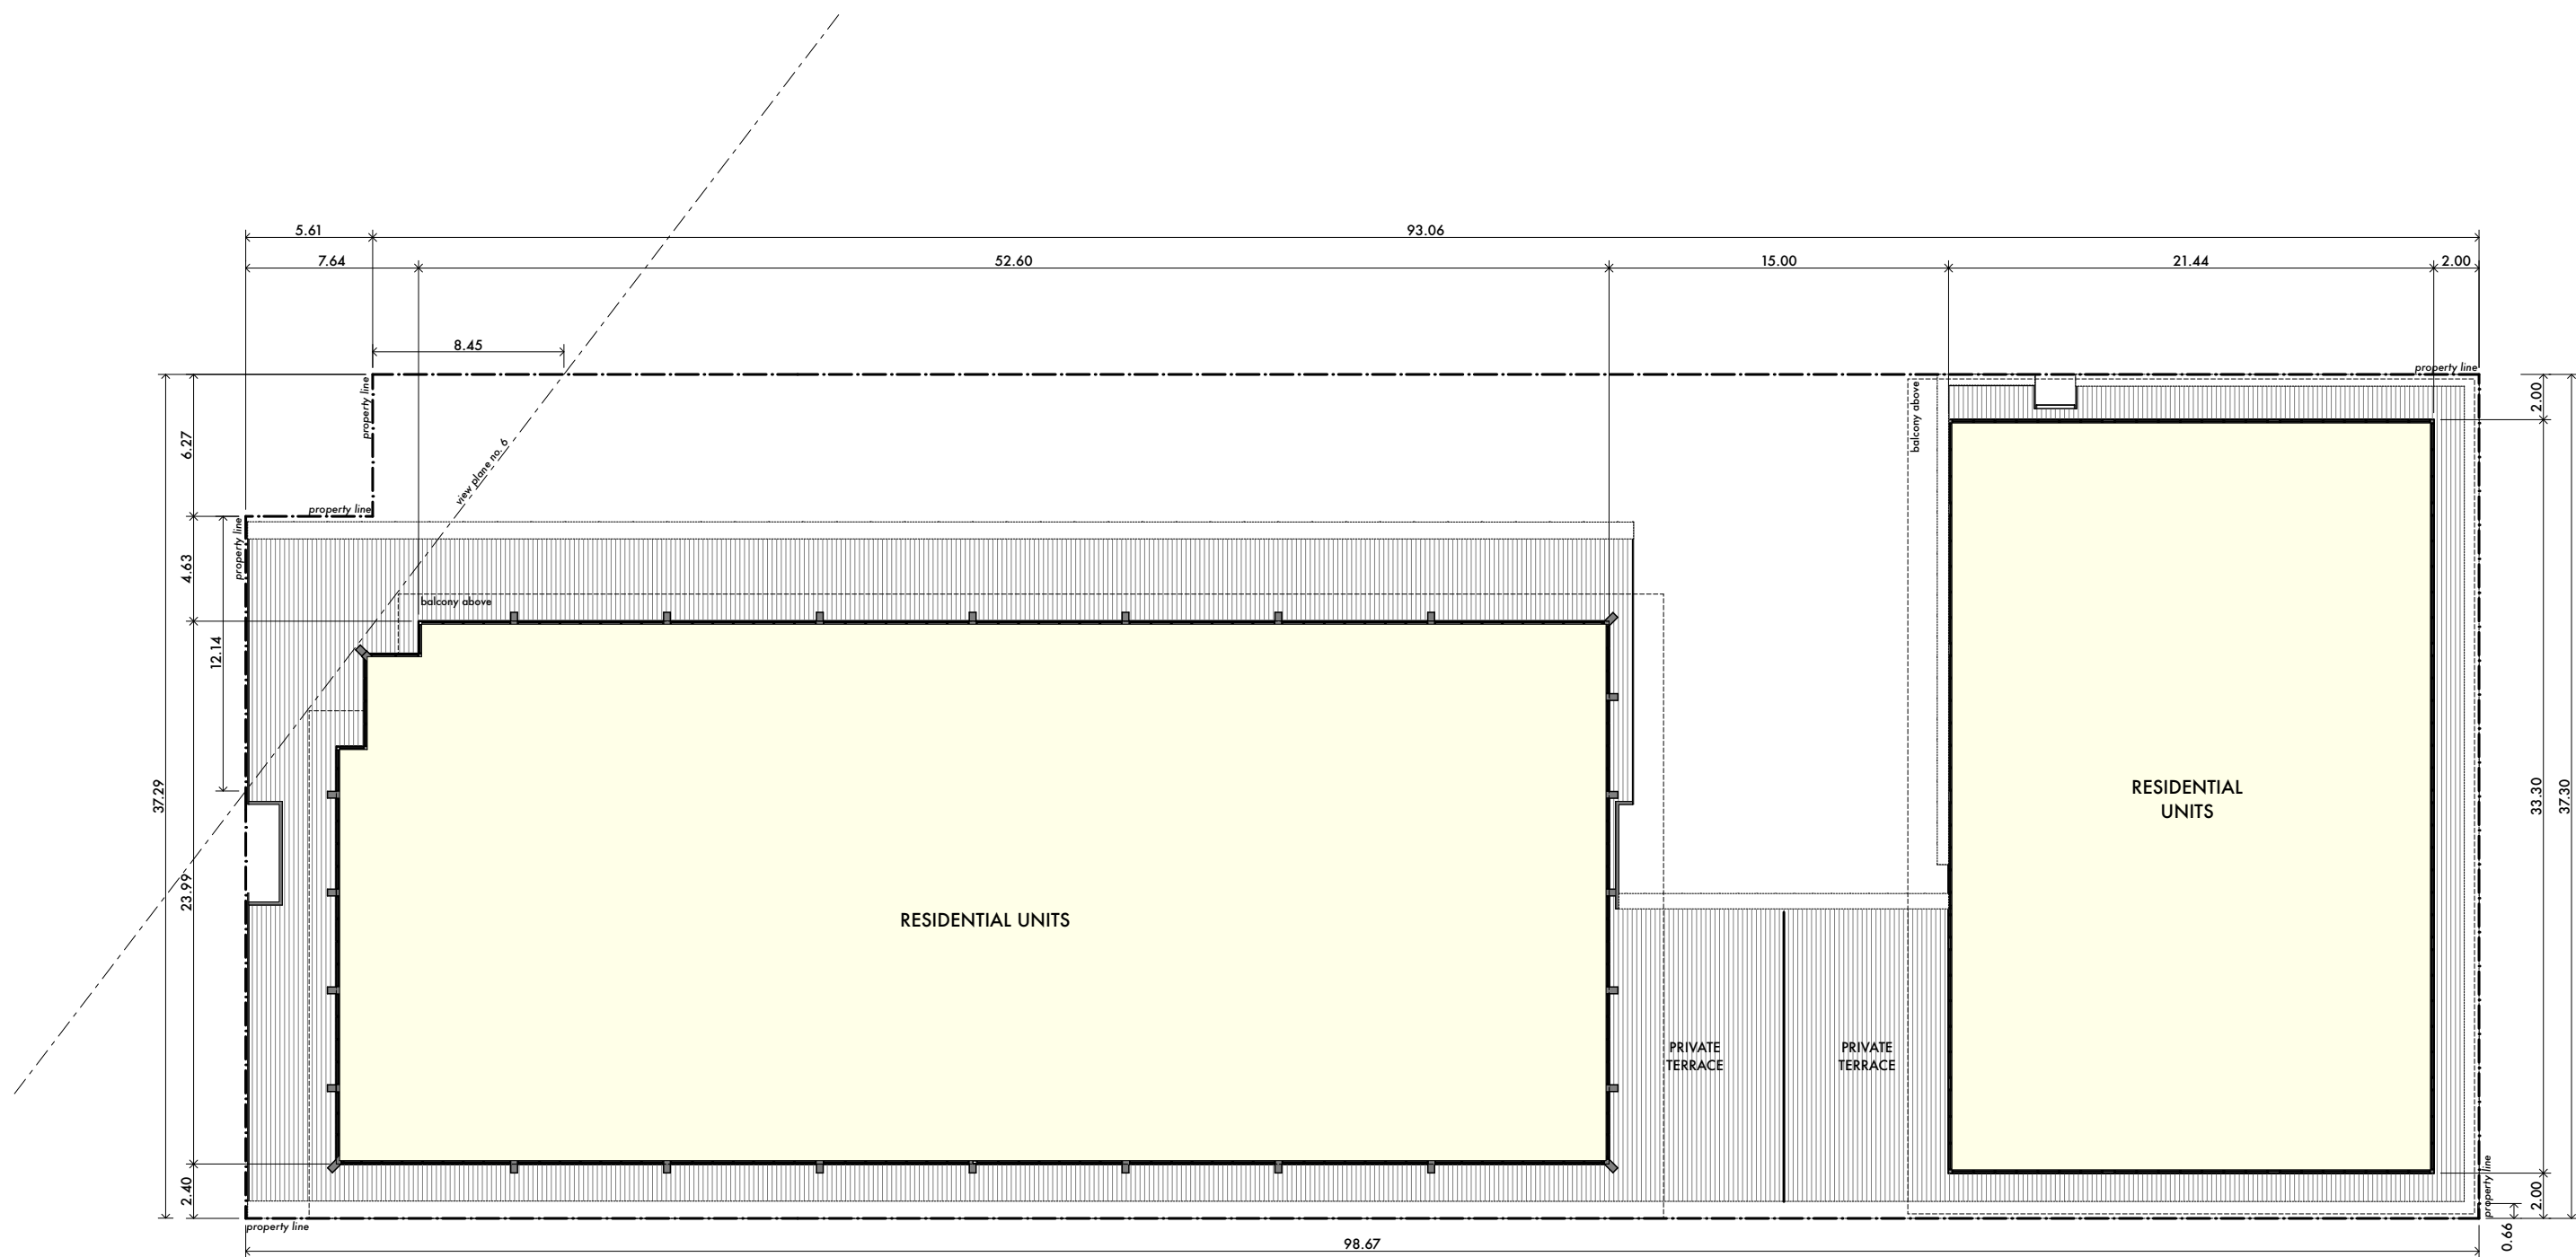 5.61
93.06
7.64
52.60
15.00
21.44
2.00
8.45
property line
property line
balcony above
2.00
6.27
view plane no. 6
property line
property line
4.63
balcony above
12.14
37.29
RESIDENTIAL
UNITS
33.30
37.30
23.99
RESIDENTIAL UNITS
PRIVATE
TERRACE
PRIVATE
TERRACE
2.40
property line
2.00
property line
0.66
98.67